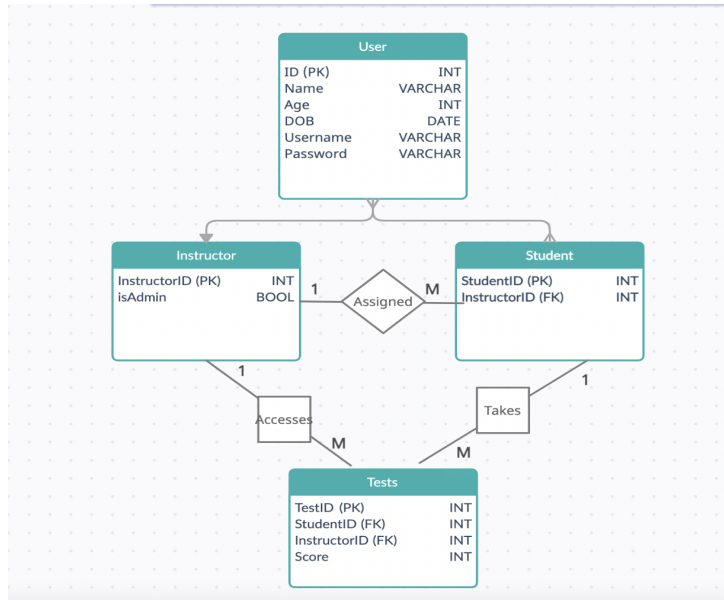 User
ID (PK) INT
Name VARCHAR
Age INT
DOB DATE
Username VARCHAR
Password VARCHAR
Instructor
InstructorID (PK) INT
isAdmin BOOL
1
Assigned
M
Student
StudentID (PK) INT
InstructorID (FK) INT
1
Accesses
M
1
Takes
M
Tests
TestID (PK) INT
StudentID (FK) INT
InstructorID (FK) INT
Score INT